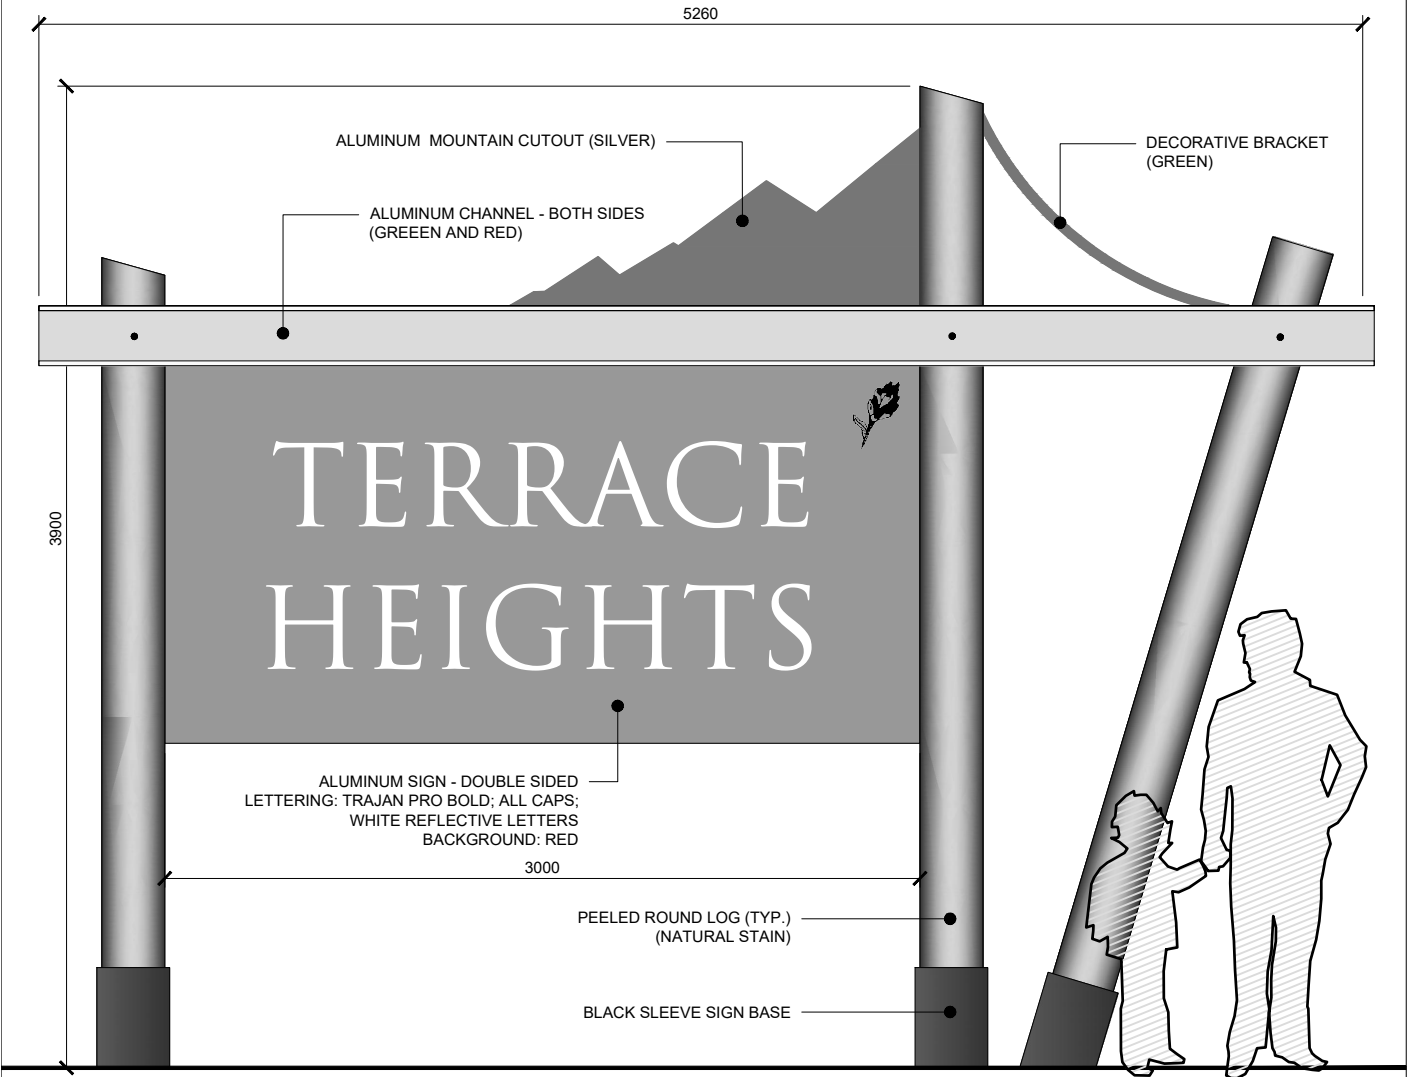 5260
ALUMINUM  MOUNTAIN CUTOUT (SILVER)
DECORATIVE BRACKET
(GREEN)
ALUMINUM CHANNEL - BOTH SIDES
(GREEEN AND RED)
3900
TERRACE
HEIGHTS
ALUMINUM SIGN - DOUBLE SIDED
LETTERING: TRAJAN PRO BOLD; ALL CAPS;
WHITE REFLECTIVE LETTERS
BACKGROUND: RED
3000
PEELED ROUND LOG (TYP.)
(NATURAL STAIN)
BLACK SLEEVE SIGN BASE